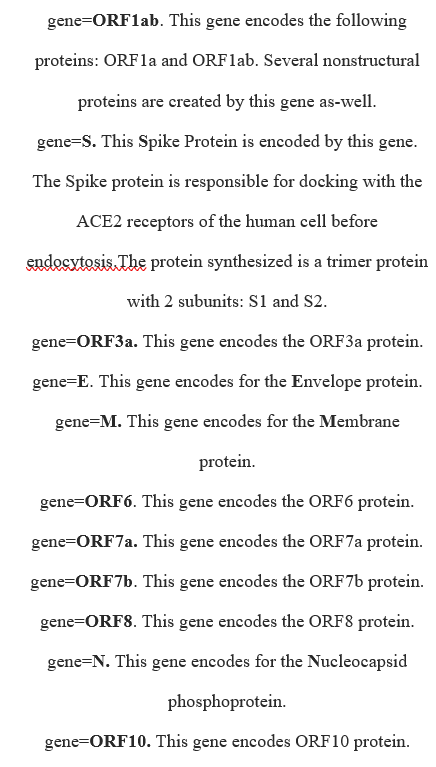 gene=ORF1ab. This gene encodes the following
proteins: ORF1a and ORF1ab. Several nonstructural
proteins are created by this gene as-well.
gene=S. This Spike Protein is encoded by this gene.
The Spike protein is responsible for docking with the
ACE2 receptors of the human cell before
endocytosis.The protein synthesized is a trimer protein
with 2 subunits: S1 and S2.
gene=ORF3a. This gene encodes the ORF3a protein.
gene=E. This gene encodes for the Envelope protein.
gene=M. This gene encodes for the Membrane
protein.
gene=ORF6. This gene encodes the ORF6 protein.
gene=ORF7a. This gene encodes the ORF7a protein.
gene=ORF7b. This gene encodes the ORF7b protein.
gene=ORF8. This gene encodes the ORF8 protein.
gene=N. This gene encodes for the Nucleocapsid
phosphoprotein.
gene=ORF10. This gene encodes ORF10 protein.